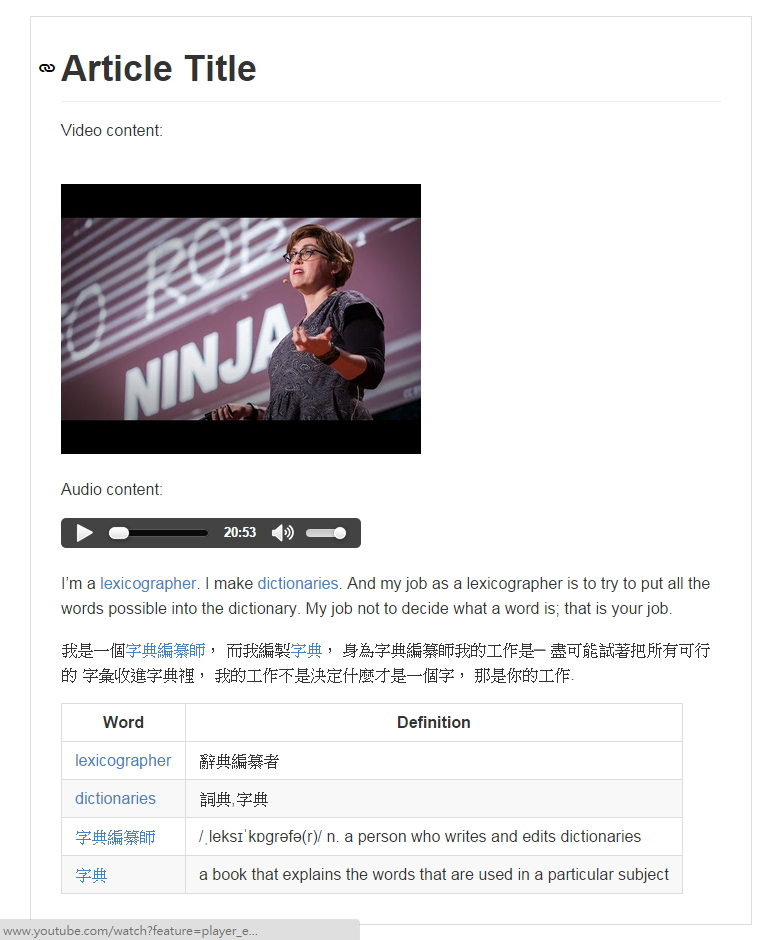 Article Title
Video content:
TO ROB
NINJA
Audio content:
20:53
I'm a lexicographer. I make dictionaries. And my job as a lexicographer is to try to put all the
words possible into the dictionary. My job not to decide what a word is; that is your job.
我是一個字典編纂師， 而我編製字典， 身為字典編纂師我的工作是─ 盡可能試著把所有可行
的 字彙收進字典裡， 我的工作不是決定什麼才是一個字， 那是你的工作.
Word Definition
lexicographer 辭典編纂者
dictionaries 詞典,字典
字典編纂師 /ˌleksɪˈkɒɡrəfə(r)/ n. a person who writes and edits dictionaries
字典 a book that explains the words that are used in a particular subject
www.youtube.com/watch?feature=player_e...